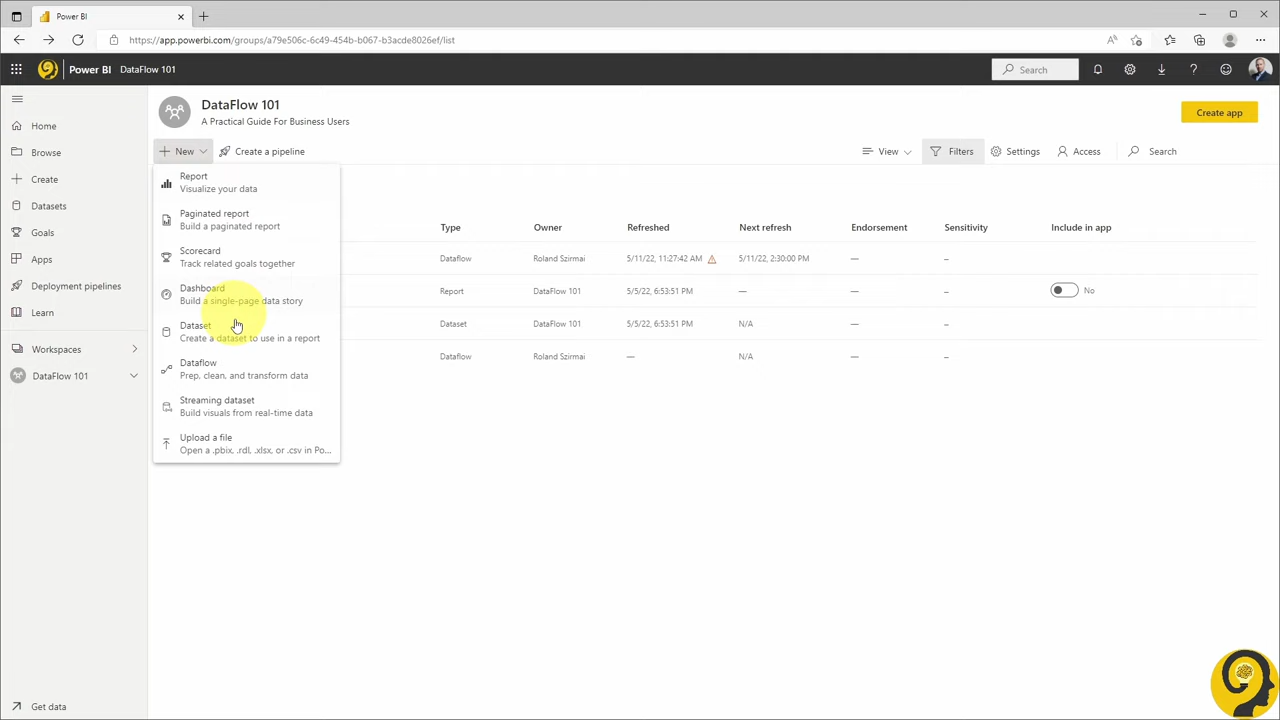 Power BI
https://app.powerbi.com/groups/a79e506c-6c49-454b-b067-b3acde8026ef/list
Power BI DataFlow 101
Search
DataFlow 101
A Practical Guide For Business Users
Create app
New
Create a pipeline
View
Filters
Settings
Access
Search
Home
Browse
Create
Datasets
Goals
Apps
Deployment pipelines
Learn
Workspaces
DataFlow 101
Get data
Report
Visualize your data
Paginated report
Build a paginated report
Scorecard
Track related goals together
Dashboard
Build a single-page data story
Dataset
Create a dataset to use in a report
Dataflow
Prep, clean, and transform data
Streaming dataset
Build visuals from real-time data
Upload a file
Open a .pbix, .rdl, .xlsx, or .csv in Po...
Type Owner Refreshed Next refresh Endorsement Sensitivity Include in app
Dataflow Roland Szirmai 5/11/22, 11:27:42 AM 5/11/22, 2:30:00 PM — –
Report DataFlow 101 5/5/22, 6:53:51 PM — — – No
Dataset DataFlow 101 5/5/22, 6:53:51 PM N/A — –
Dataflow Roland Szirmai — N/A — –